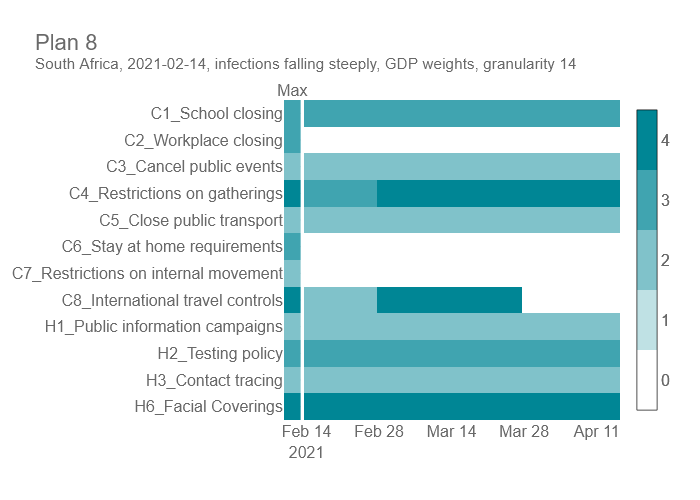 Plan 8
South Africa, 2021-02-14, infections falling steeply, GDP weights, granularity 14
Max
C1_School closing
C2_Workplace closing
C3_Cancel public events
C4_Restrictions on gatherings
C5_Close public transport
C6_Stay at home requirements
C7_Restrictions on internal movement
C8_International travel controls
H1_Public information campaigns
H2_Testing policy
H3_Contact tracing
H6_Facial Coverings
Feb 14 Feb 28 Mar 14 Mar 28 Apr 11
2021
4
3
2
1
0